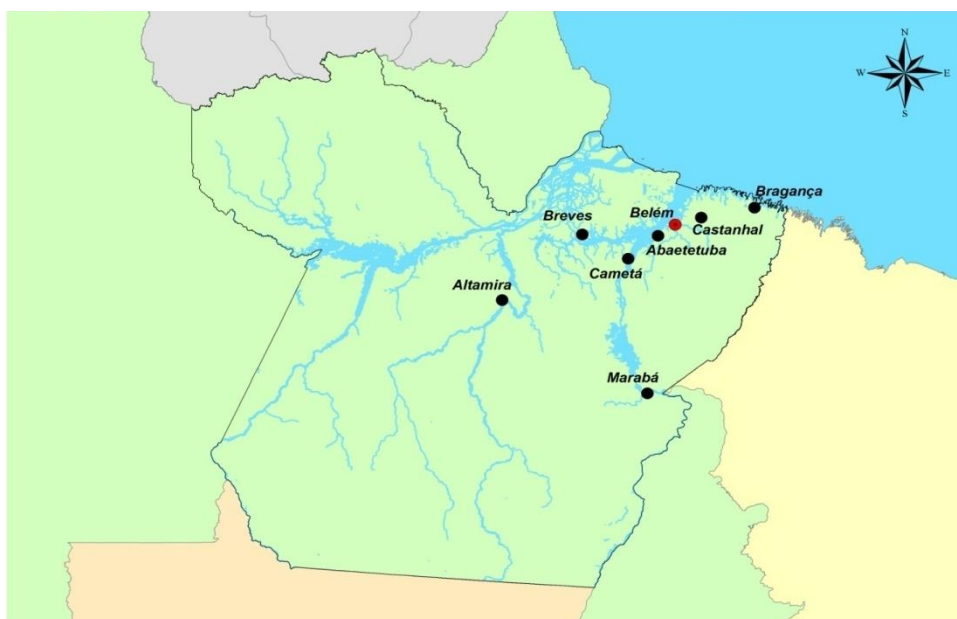 N
W
E
S
Bragança
Breves
Belém
Castanhal
Abaetetuba
Cametá
Altamira
Marabá